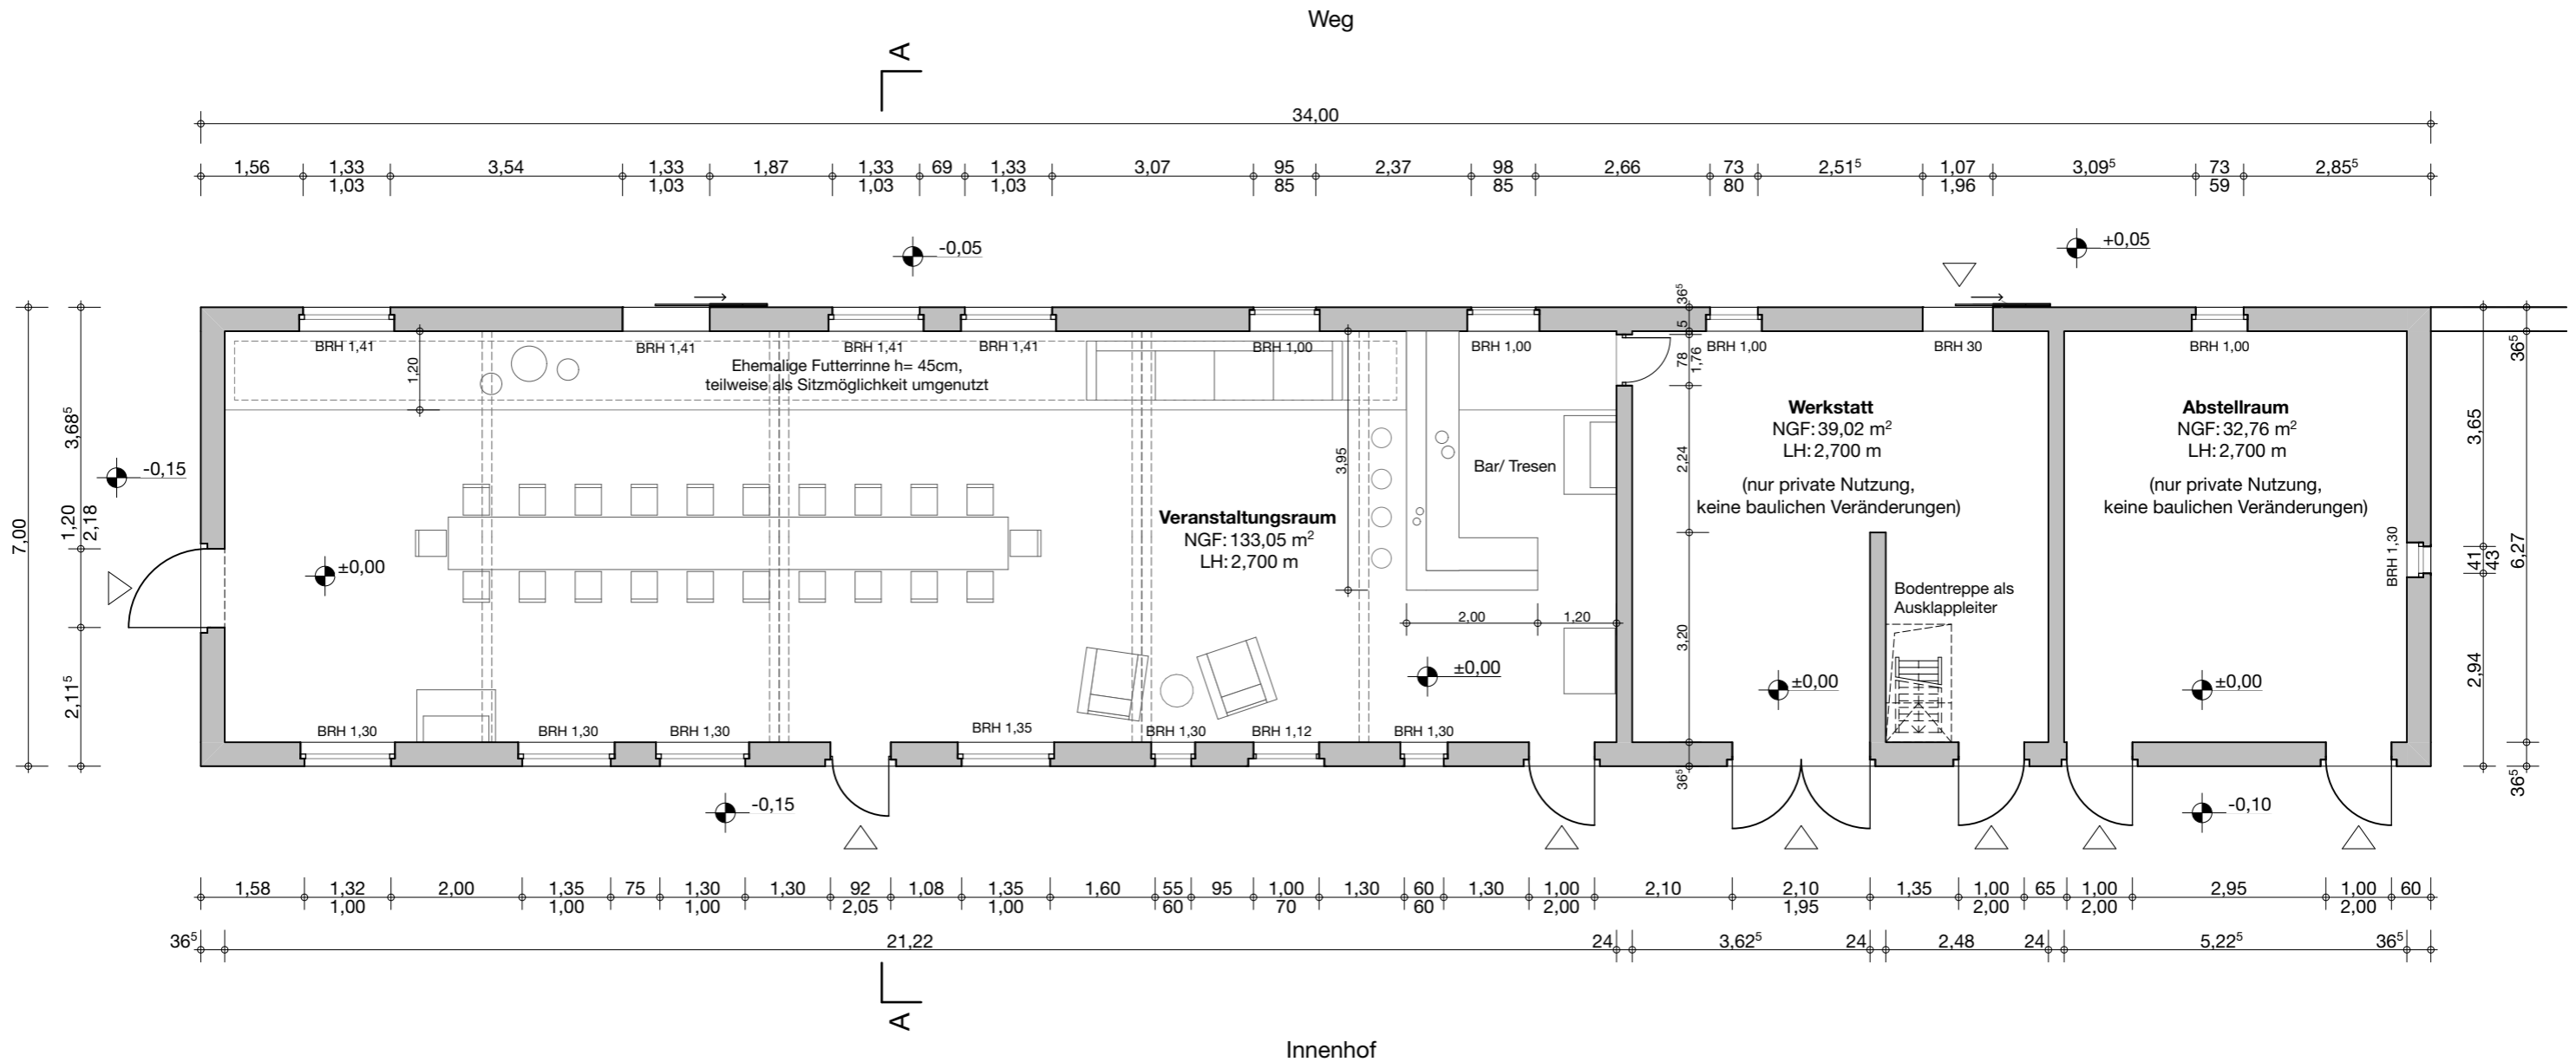 Weg
A
34,00
1,56 1,33 3,54 1,33 1,87 1,33 69 1,33 3,07 95 2,37 98 2,66 73 2,51⁵ 1,07 3,09⁵ 73 2,85⁵
1,03 1,03 1,03 1,03 85 85 80 1,96 59
-0,05
+0,05
36⁵
5
78
1,76
2,24
3,20
36⁵
BRH 1,41
BRH 1,41
BRH 1,41
BRH 1,41
BRH 1,00
BRH 1,00
BRH 1,00
BRH 30
BRH 1,00
1,20
Ehemalige Futterrinne h= 45cm,
teilweise als Sitzmöglichkeit umgenutzt
7,00
3,68⁵
1,20
2,18
2,11⁵
-0,15
±0,00
3,95
Bar/ Tresen
Veranstaltungsraum
NGF: 133,05 m²
LH: 2,700 m
2,00
1,20
±0,00
Werkstatt
NGF: 39,02 m²
LH: 2,700 m
(nur private Nutzung,
keine baulichen Veränderungen)
Abstellraum
NGF: 32,76 m²
LH: 2,700 m
(nur private Nutzung,
keine baulichen Veränderungen)
Bodentreppe als
Ausklappleiter
BRH 1,30
±0,00
±0,00
36⁵
3,65
41
43
6,27
2,94
36⁵
BRH 1,30
BRH 1,30
BRH 1,30
BRH 1,35
BRH 1,30
BRH 1,12
BRH 1,30
-0,15
-0,10
1,58 1,32 2,00 1,35 75 1,30 1,30 92 1,08 1,35 1,60 55 95 1,00 1,30 60 1,30 1,00 2,10 2,10 1,35 1,00 65 1,00 2,95 1,00 60
1,00 1,00 1,00 2,05 1,00 60 70 60 2,00 1,95 2,00 2,00 2,00
36⁵ 21,22 24 3,62⁵ 24 2,48 24 5,22⁵ 36⁵
A
Innenhof